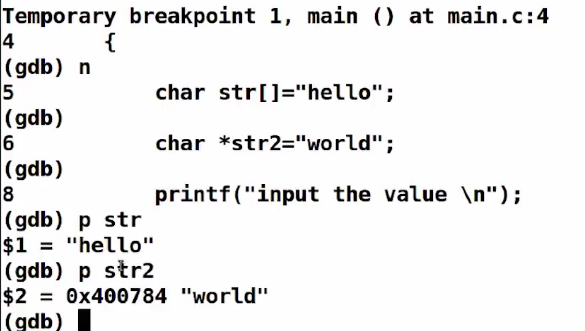 Temporary breakpoint 1, main () at main.c:4
4 {
(gdb) n
5 char str[]="hello";
(gdb)
6 char *str2="world";
(gdb)
8 printf("input the value \n");
(gdb) p str
$1 = "hello"
(gdb) p str2
$2 = 0x400784 "world"
(gdb)